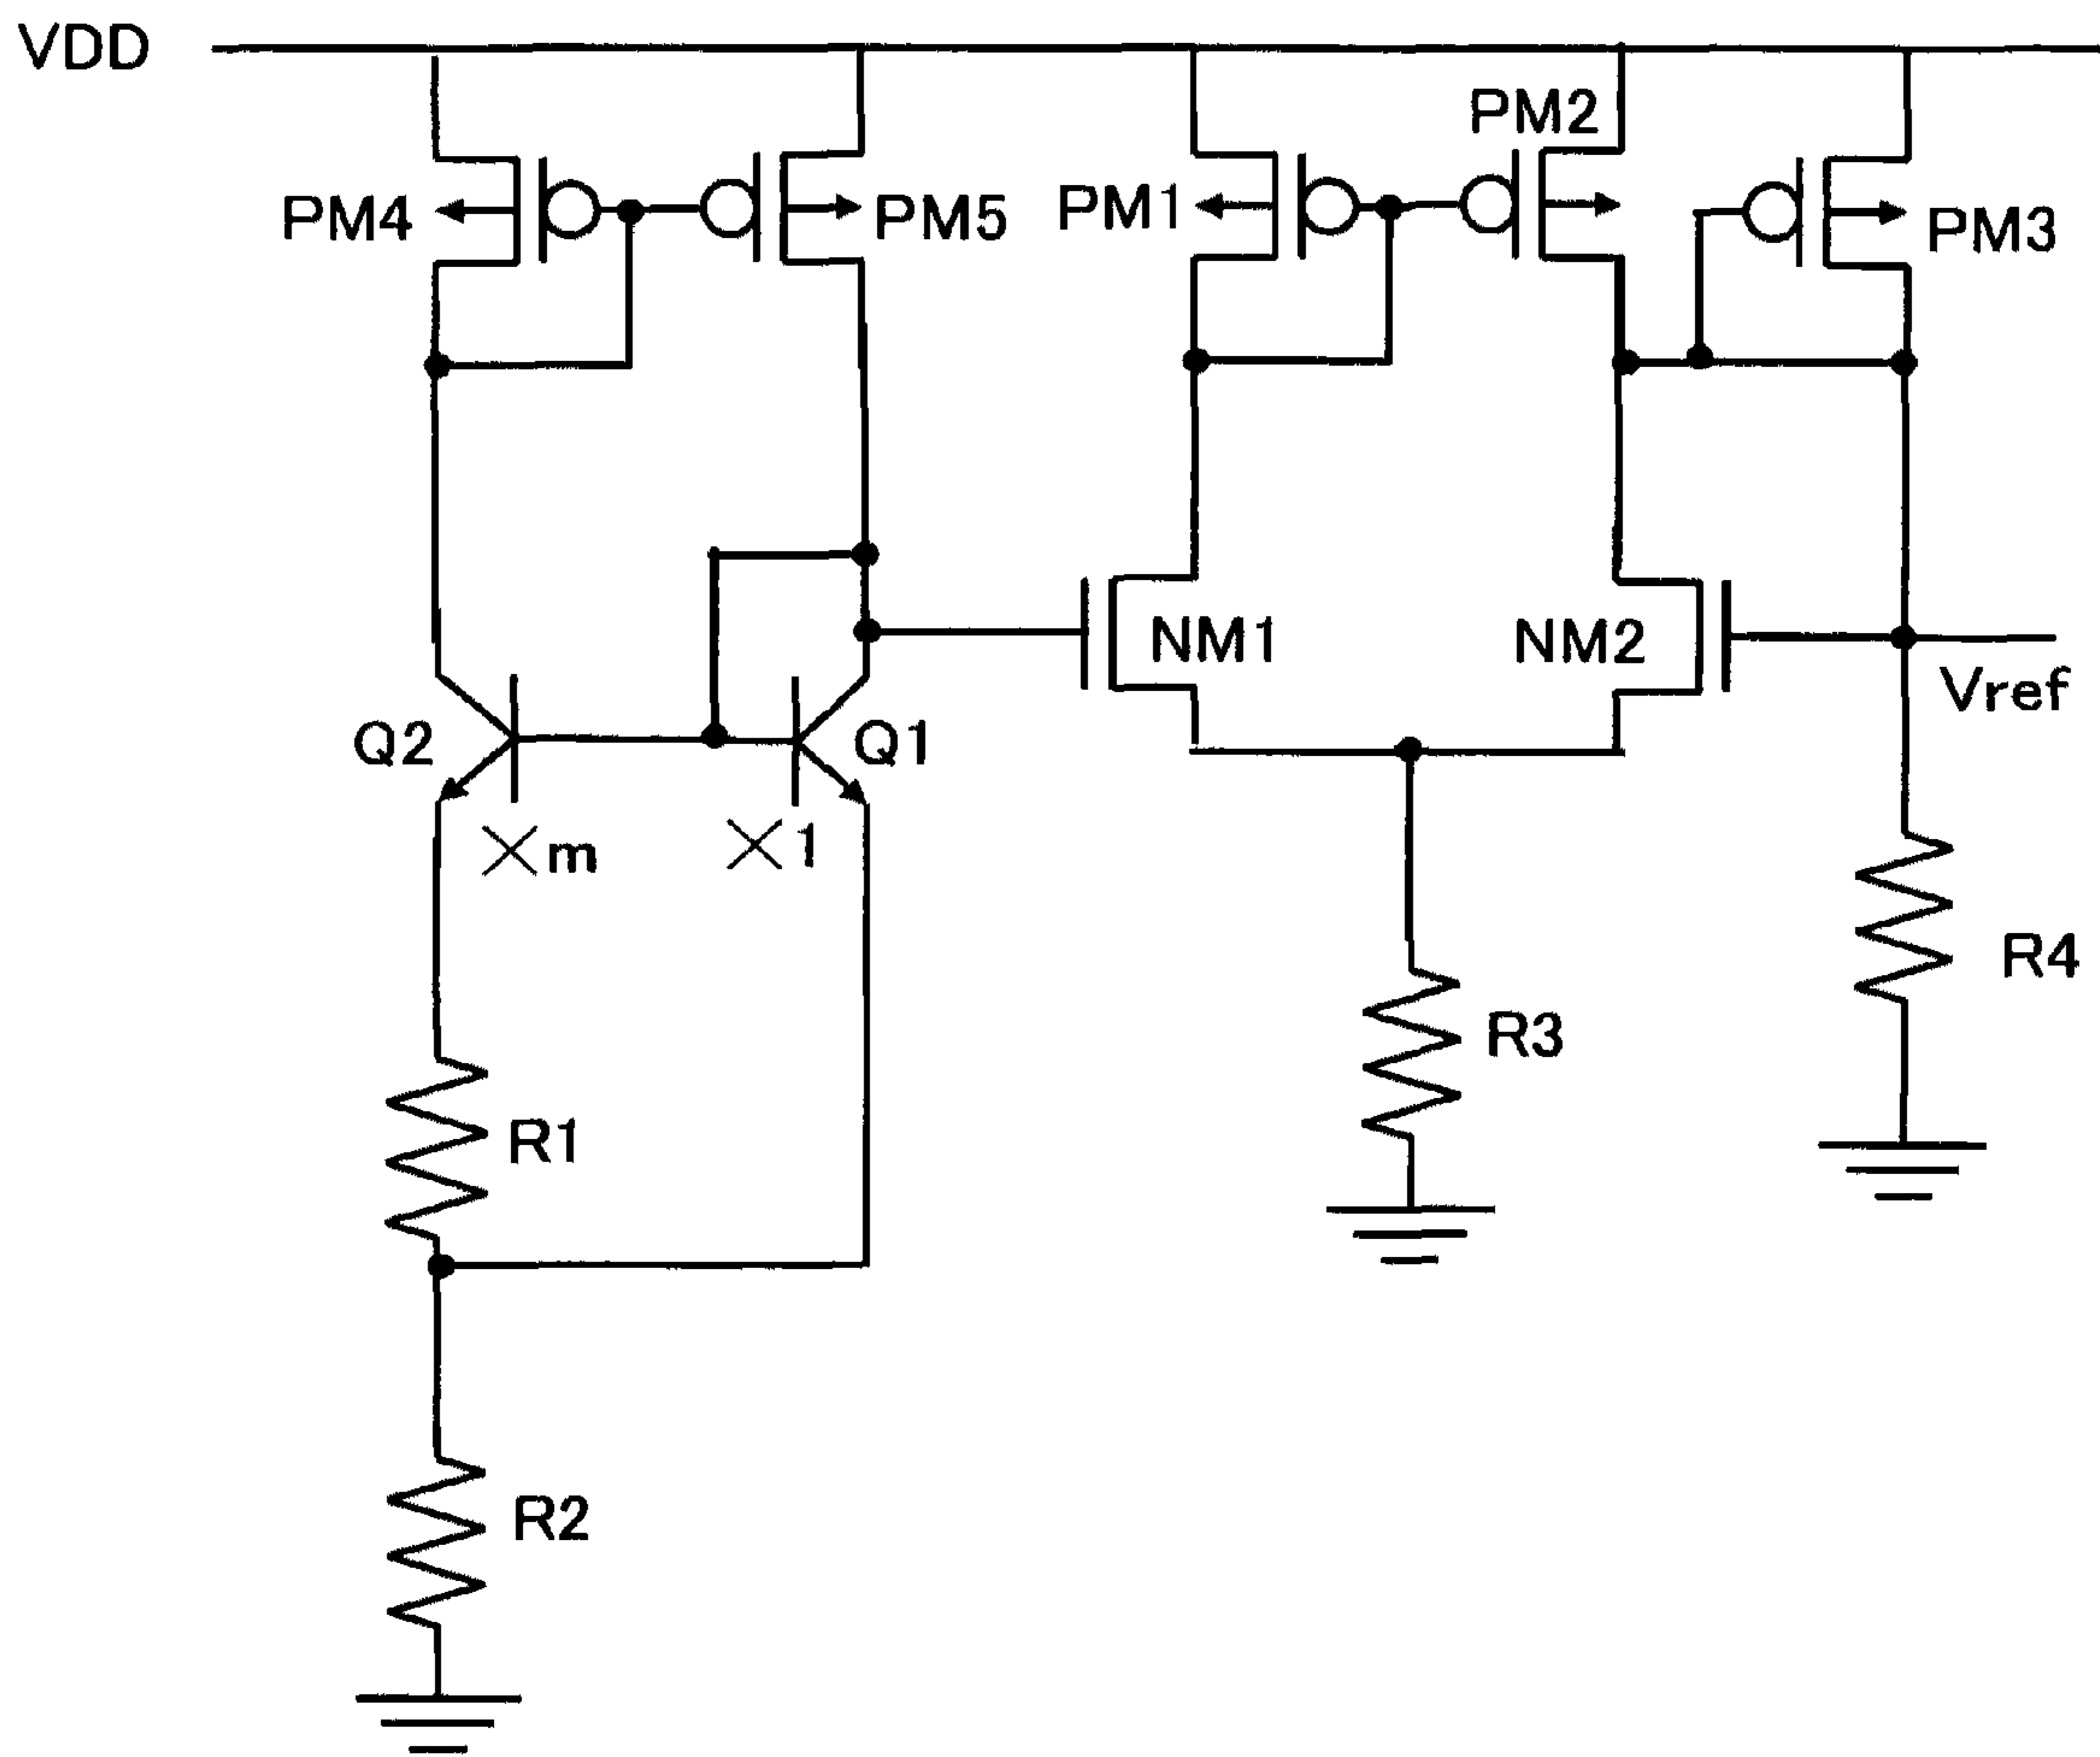 VDD
PM2
PM4
PM5
PM1
PM3
NM1
NM2
Vref
Q2
Q1
×m
×1
R4
R3
R1
R2